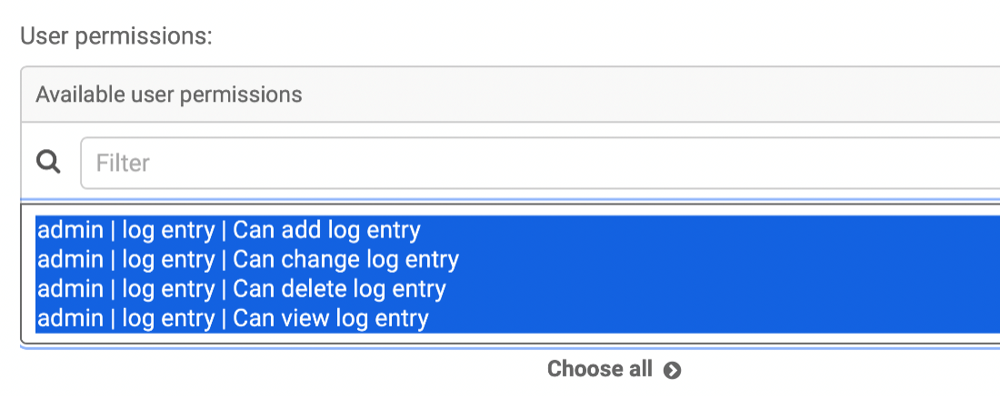 User permissions:
Available user permissions
Filter
admin | log entry | Can add log entry
admin | log entry | Can change log entry
admin | log entry | Can delete log entry
admin | log entry | Can view log entry
Choose all